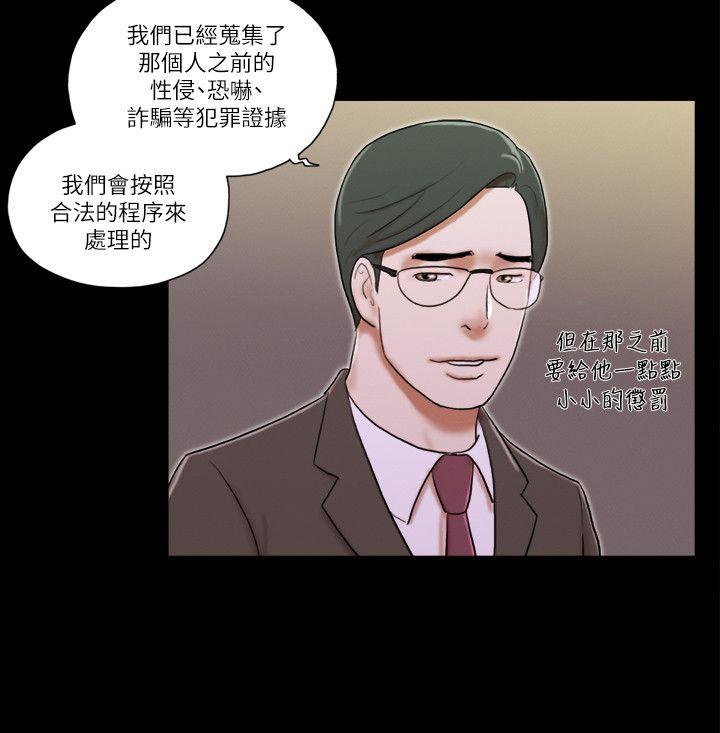 我們已經蒐集了
那個人之前的
性侵、恐嚇、
詐騙等犯罪證據
我們會按照
合法的程序來
處理的
但在那之前
要給他一點點
小小的懲罰